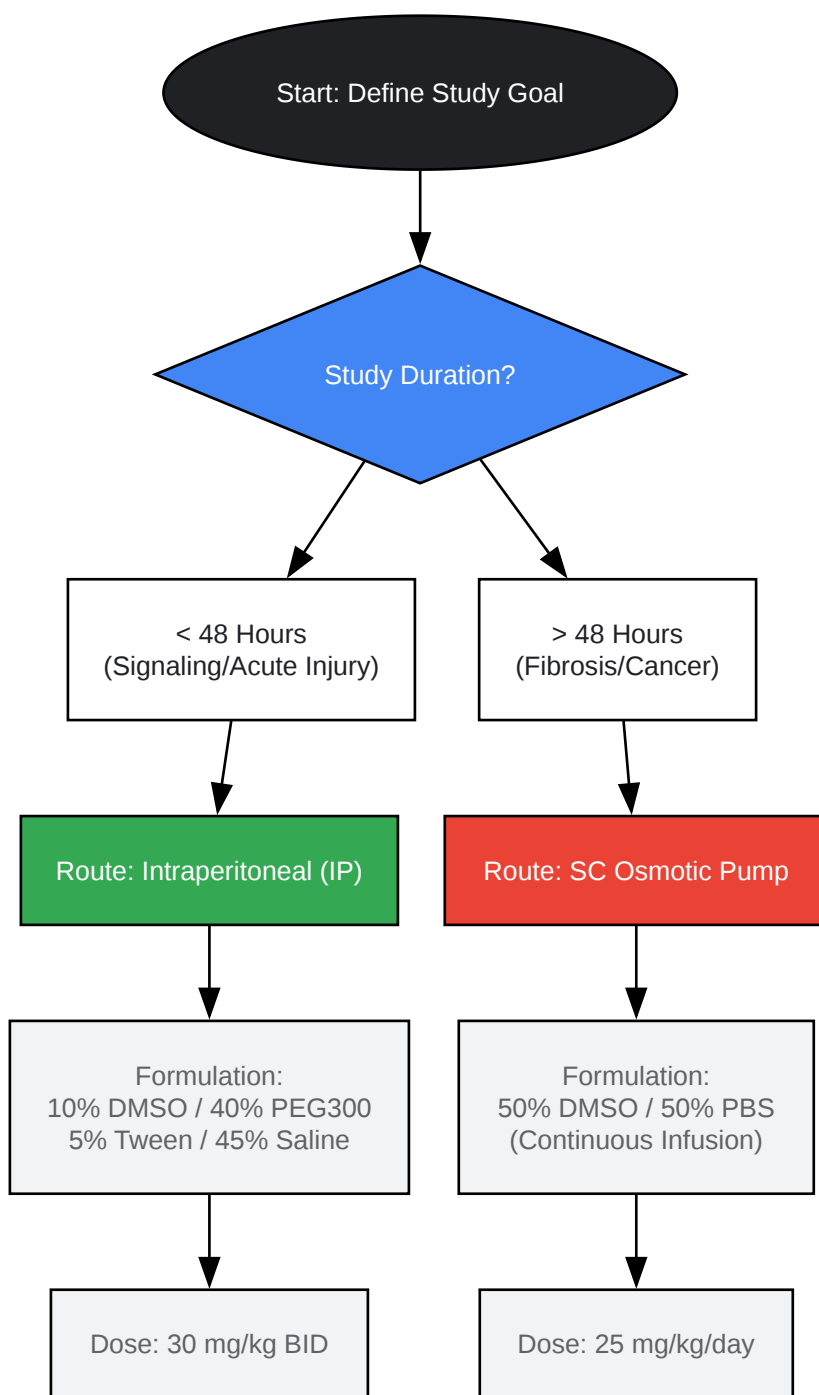 Start: Define Study Goal
Study Duration?
< 48 Hours
(Signaling/Acute Injury)
> 48 Hours
(Fibrosis/Cancer)
Route: Intraperitoneal (IP)
Route: SC Osmotic Pump
Formulation:
10% DMSO / 40% PEG300
5% Tween / 45% Saline
Formulation:
50% DMSO / 50% PBS
(Continuous Infusion)
Dose: 30 mg/kg BID
Dose: 25 mg/kg/day